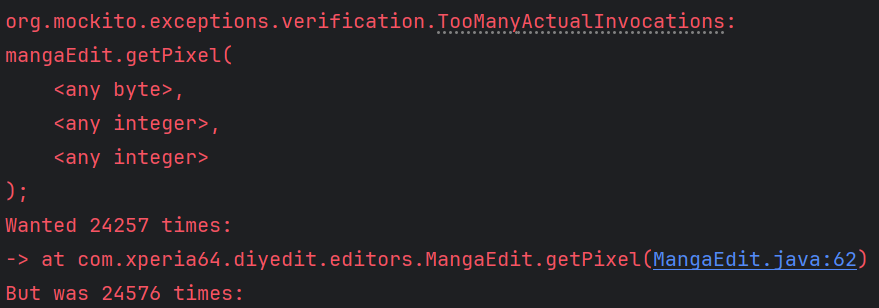 org.mockito.exceptions.verification.TooManyActualInvocations:
mangaEdit.getPixel(
    <any byte>,
    <any integer>,
    <any integer>
);
Wanted 24257 times:
-> at com.xperia64.diyedit.editors.MangaEdit.getPixel(MangaEdit.java:62)
But was 24576 times: